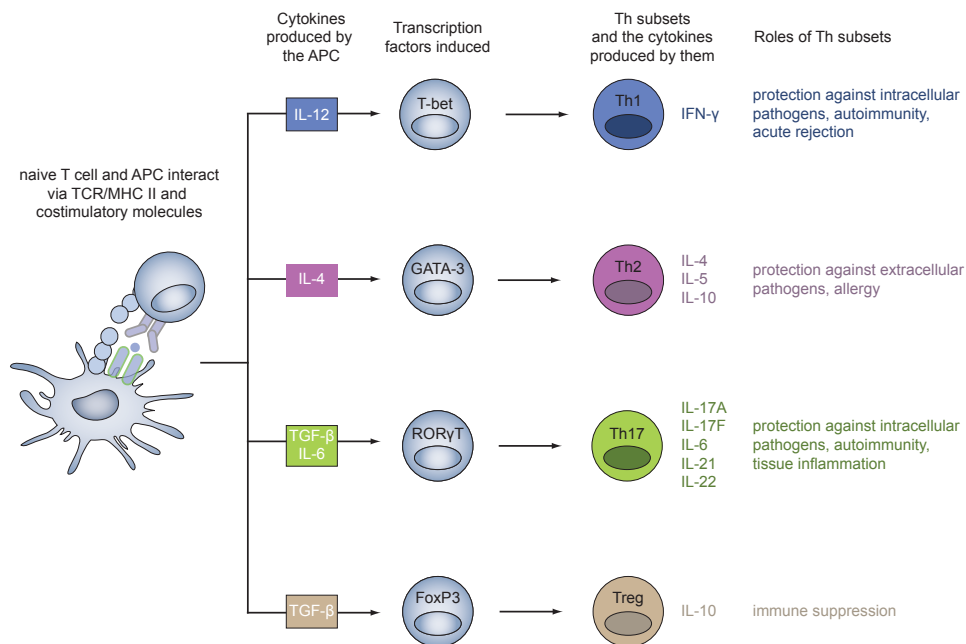 Cytokines
produced by
the APC
Transcription
factors induced
Th subsets
and the cytokines
produced by them
Roles of Th subsets
naive T cell and APC interact
via TCR/MHC II and
costimulatory molecules
IL-12
T-bet
Th1
IFN-γ
protection against intracellular
pathogens, autoimmunity,
acute rejection
IL-4
GATA-3
Th2
IL-4
IL-5
IL-10
protection against extracellular
pathogens, allergy
TGF-β
IL-6
RORγT
Th17
IL-17A
IL-17F
IL-6
IL-21
IL-22
protection against intracellular
pathogens, autoimmunity,
tissue inflammation
TGF-β
FoxP3
Treg
IL-10
immune suppression